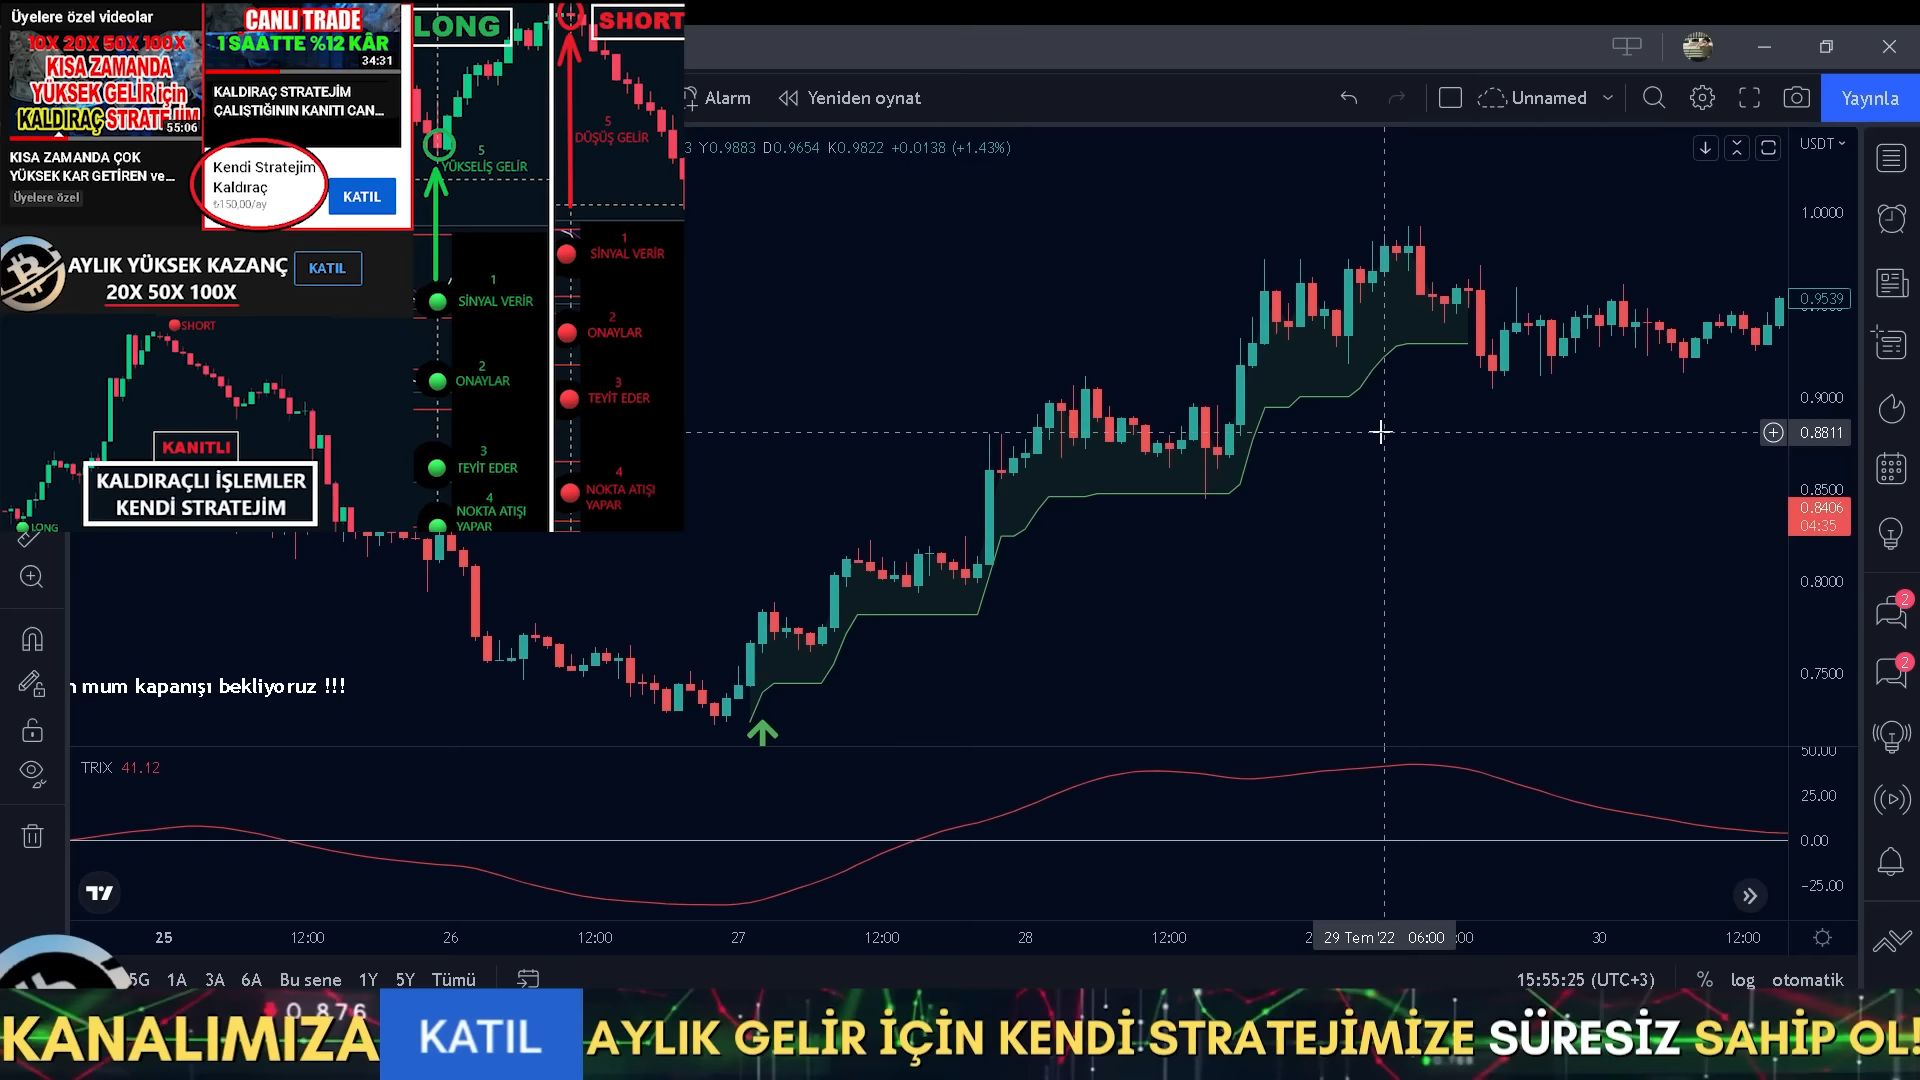 Üyelere özel videolar
10X 20X 50X 100X
KISA ZAMANDA
YÜKSEK GELİR için
KALDIRAÇ STRATEJİM
55:06
KISA ZAMANDA ÇOK
YÜKSEK KAR GETİREN ve...
Üyelere özel
CANLI TRADE
1 SAATTE %12 KÂR
34:31
KALDIRAÇ STRATEJİM
ÇALIŞTIĞININ KANITI CAN...
Kendi Stratejim
Kaldıraç
₺150,00/ay
KATIL
AYLIK YÜKSEK KAZANÇ
KATIL
20X 50X 100X
SHORT
KANITLI
KALDIRAÇLI İŞLEMLER
KENDİ STRATEJİM
LONG
LONG
5
YÜKSELİŞ GELİR
1
SİNYAL VERİR
2
ONAYLAR
3
TEYİT EDER
4
NOKTA ATIŞI
YAPAR
SHORT
5
DÜŞÜŞ GELİR
1
SİNYAL VERİR
2
ONAYLAR
3
TEYİT EDER
4
NOKTA ATIŞI
YAPAR
Alarm
Yeniden oynat
Unnamed
Yayınla
3 Y0.9883 D0.9654 K0.9822 +0.0138 (+1.43%)
USDT
1.0000
0.9539
0.9000
0.8811
0.8500
0.8406
04:35
0.8000
0.7500
50.00
25.00
0.00
−25.00
2
2
n mum kapanışı bekliyoruz !!!
TRIX 41.12
25
12:00
26
12:00
27
12:00
28
12:00
2
29 Tem '22 06:00
:00
30
12:00
5G 1A 3A 6A Bu sene 1Y 5Y Tümü
15:55:25 (UTC+3)
% log otomatik
0.876
KANALIMIZA KATIL AYLIK GELİR İÇİN KENDİ STRATEJİMİZE SÜRESİZ SAHİP OL!